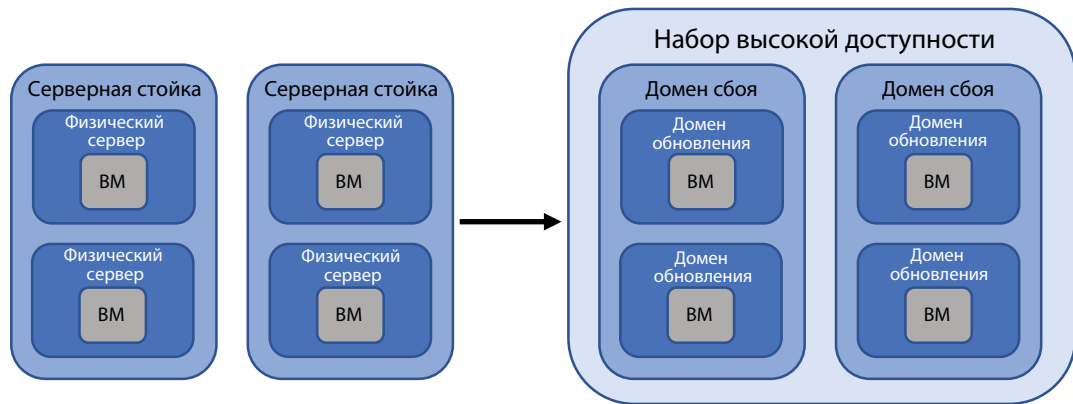 Серверная стойка
Физический
сервер
ВМ
Физический
сервер
ВМ
Серверная стойка
Физический
сервер
ВМ
Физический
сервер
ВМ
Набор высокой доступности
Домен сбоя
Домен
обновления
ВМ
Домен
обновления
ВМ
Домен сбоя
Домен
обновления
ВМ
Домен
обновления
ВМ